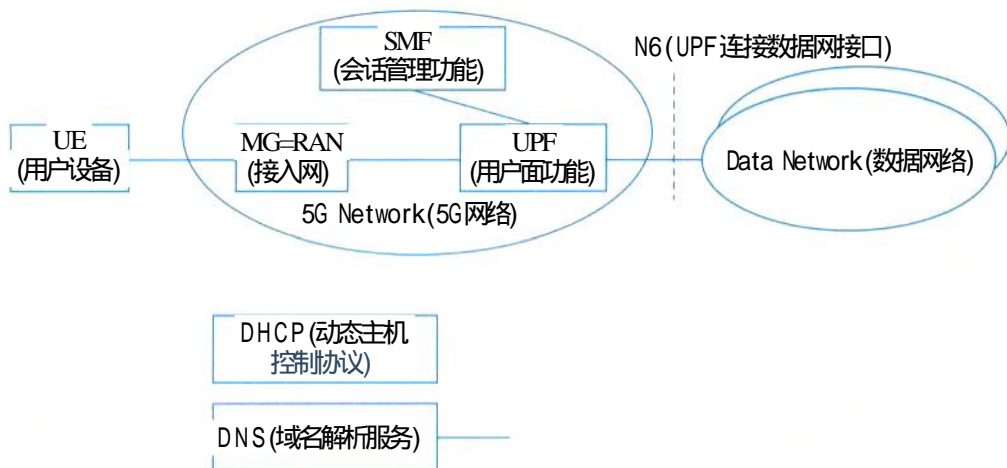 SMF
(会话管理功能)
N6(UPF连接数据网接口)
UE
(用户设备)
MG=RAN
(接入网)
UPF
(用户面功能)
Data Network(数据网络)
5G Network(5G网络)
DHCP(动态主机
控制协议)
DNS(域名解析服务)